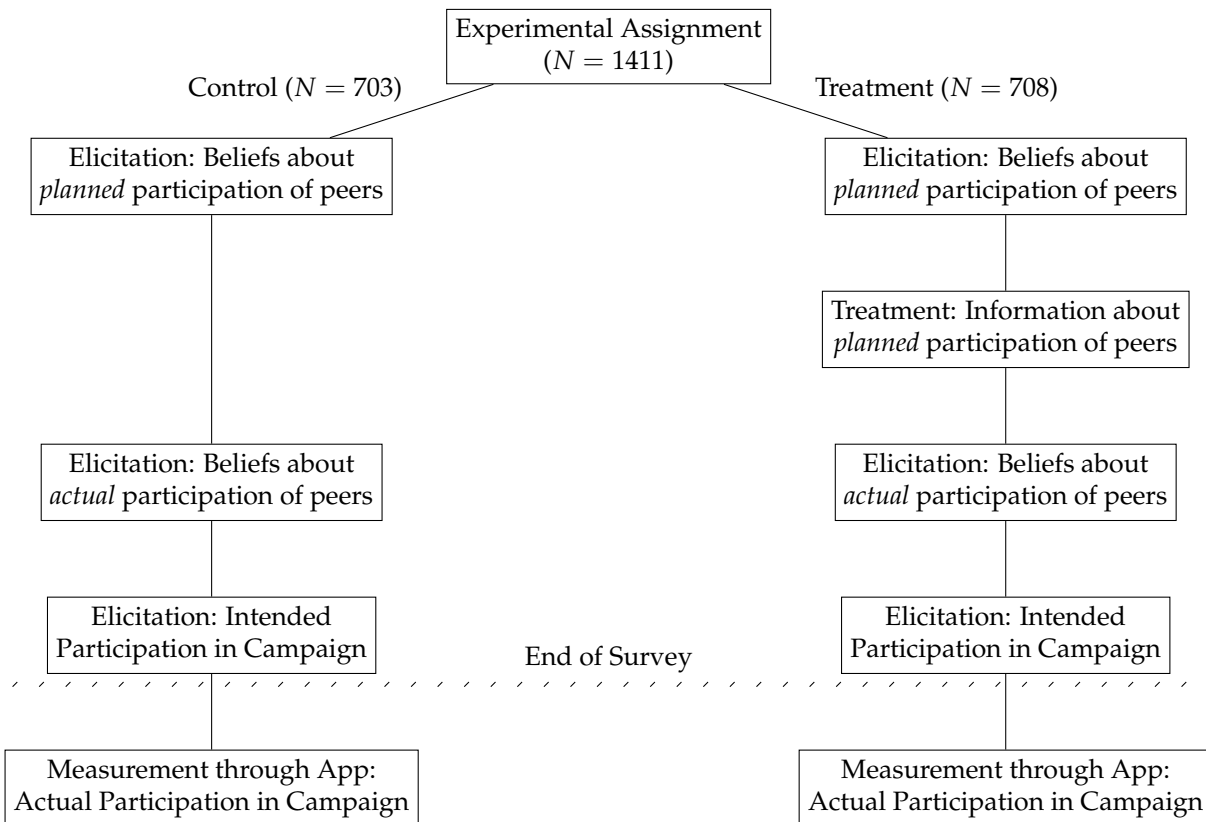 Experimental Assignment
(N = 1411)
Control (N = 703)
Treatment (N = 708)
Elicitation: Beliefs about
planned participation of peers
Elicitation: Beliefs about
planned participation of peers
Treatment: Information about
planned participation of peers
Elicitation: Beliefs about
actual participation of peers
Elicitation: Beliefs about
actual participation of peers
Elicitation: Intended
Participation in Campaign
Elicitation: Intended
Participation in Campaign
End of Survey
Measurement through App:
Actual Participation in Campaign
Measurement through App:
Actual Participation in Campaign